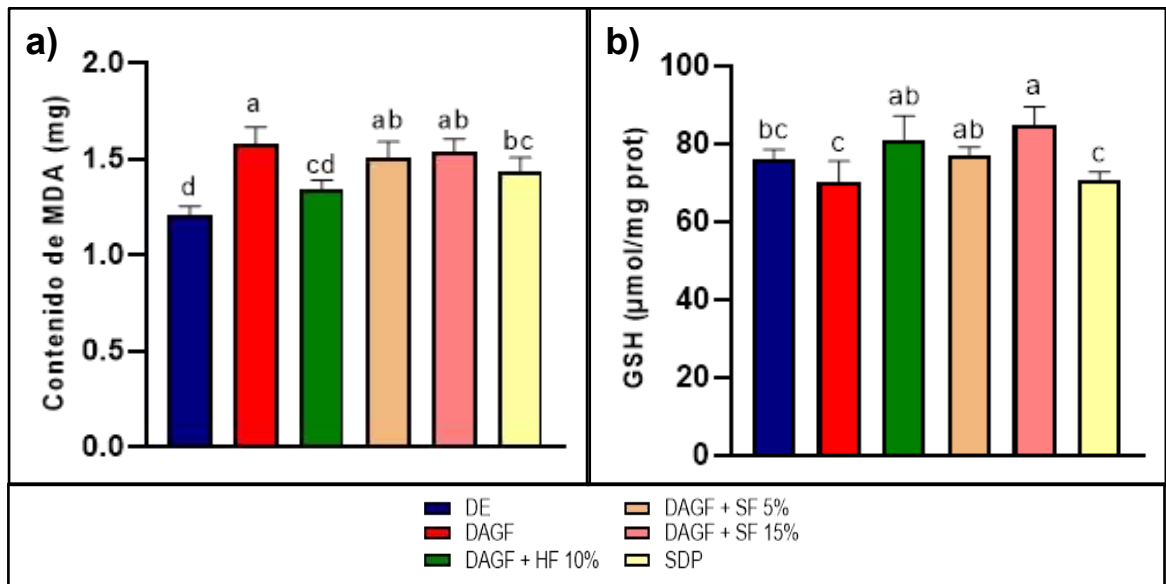 a)
Contenido de MDA (mg)
2.0
1.5
1.0
0.5
0.0
d
a
cd
ab
ab
bc
b)
GSH (µmol/mg prot)
100
80
60
40
20
0
bc
c
ab
ab
a
c
DE
DAGF
DAGF + HF 10%
DAGF + SF 5%
DAGF + SF 15%
SDP